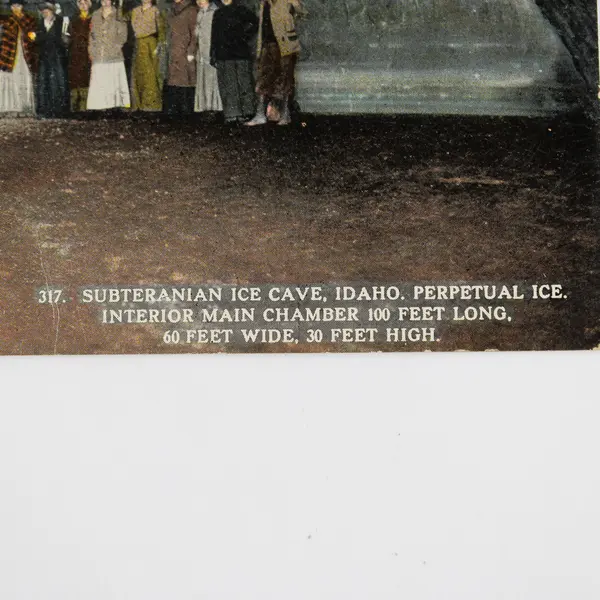 317. SUBTERANIAN ICE CAVE, IDAHO. PERPETUAL ICE.
INTERIOR MAIN CHAMBER 100 FEET LONG,
60 FEET WIDE, 30 FEET HIGH.